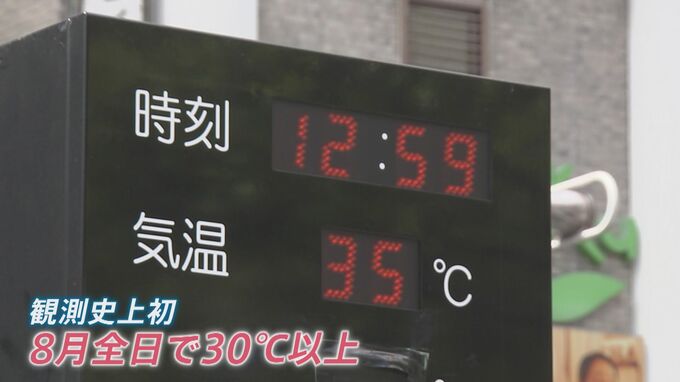 時刻 12:59
気温 35 ℃
観測史上初
8月全日で30℃以上